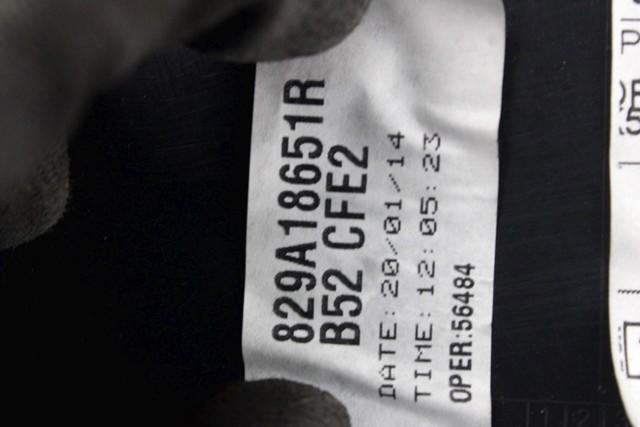 829A18651R
B52 CFE2
DATE: 20/01/14
TIME: 12:05:23
OPER:56484